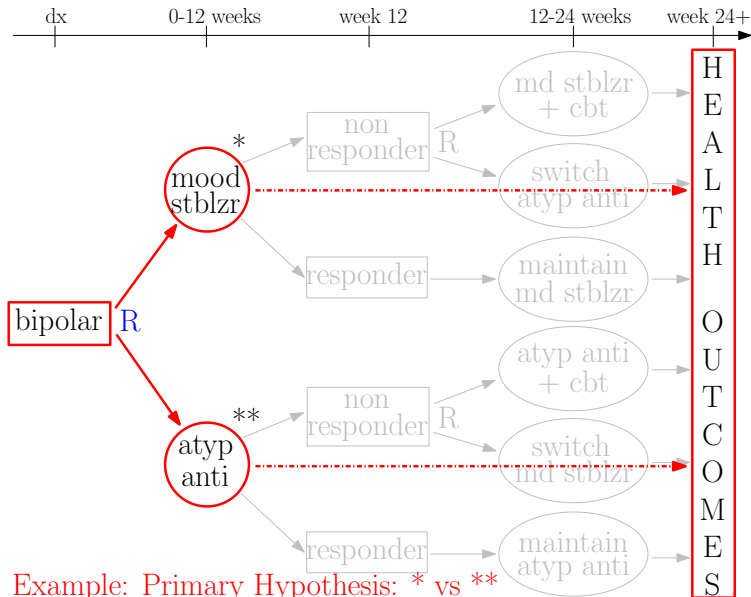 dx
0-12 weeks
week 12
12-24 weeks
week 24+
md stblzr
+ cbt
non
responder
R
*
mood
stblzr
switch
atyp anti
responder
maintain
md stblzr
bipolar
R
atyp anti
+ cbt
non
responder
R
**
atyp
anti
switch
md stblzr
responder
maintain
atyp anti
HEALTH OUTCOMES
Example: Primary Hypothesis: * vs **